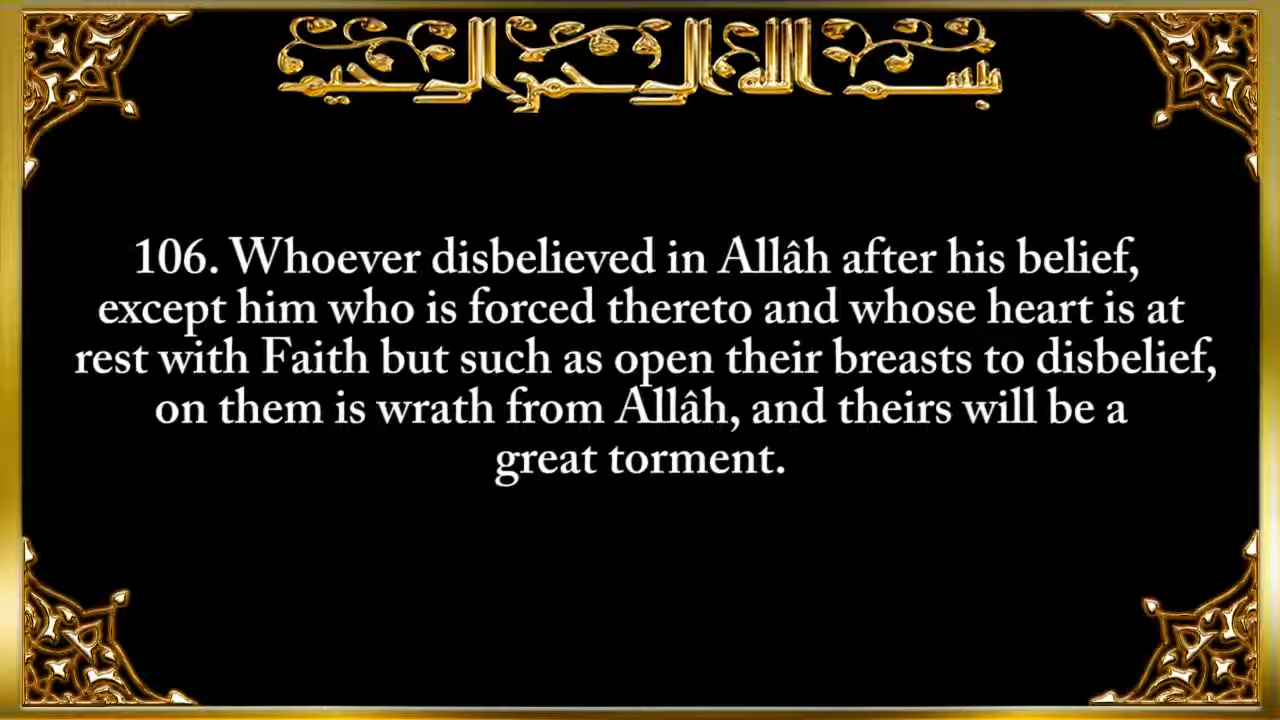 بسم الله الرحمن الرحيم
106. Whoever disbelieved in Allâh after his belief,
except him who is forced thereto and whose heart is at
rest with Faith but such as open their breasts to disbelief,
on them is wrath from Allâh, and theirs will be a
great torment.